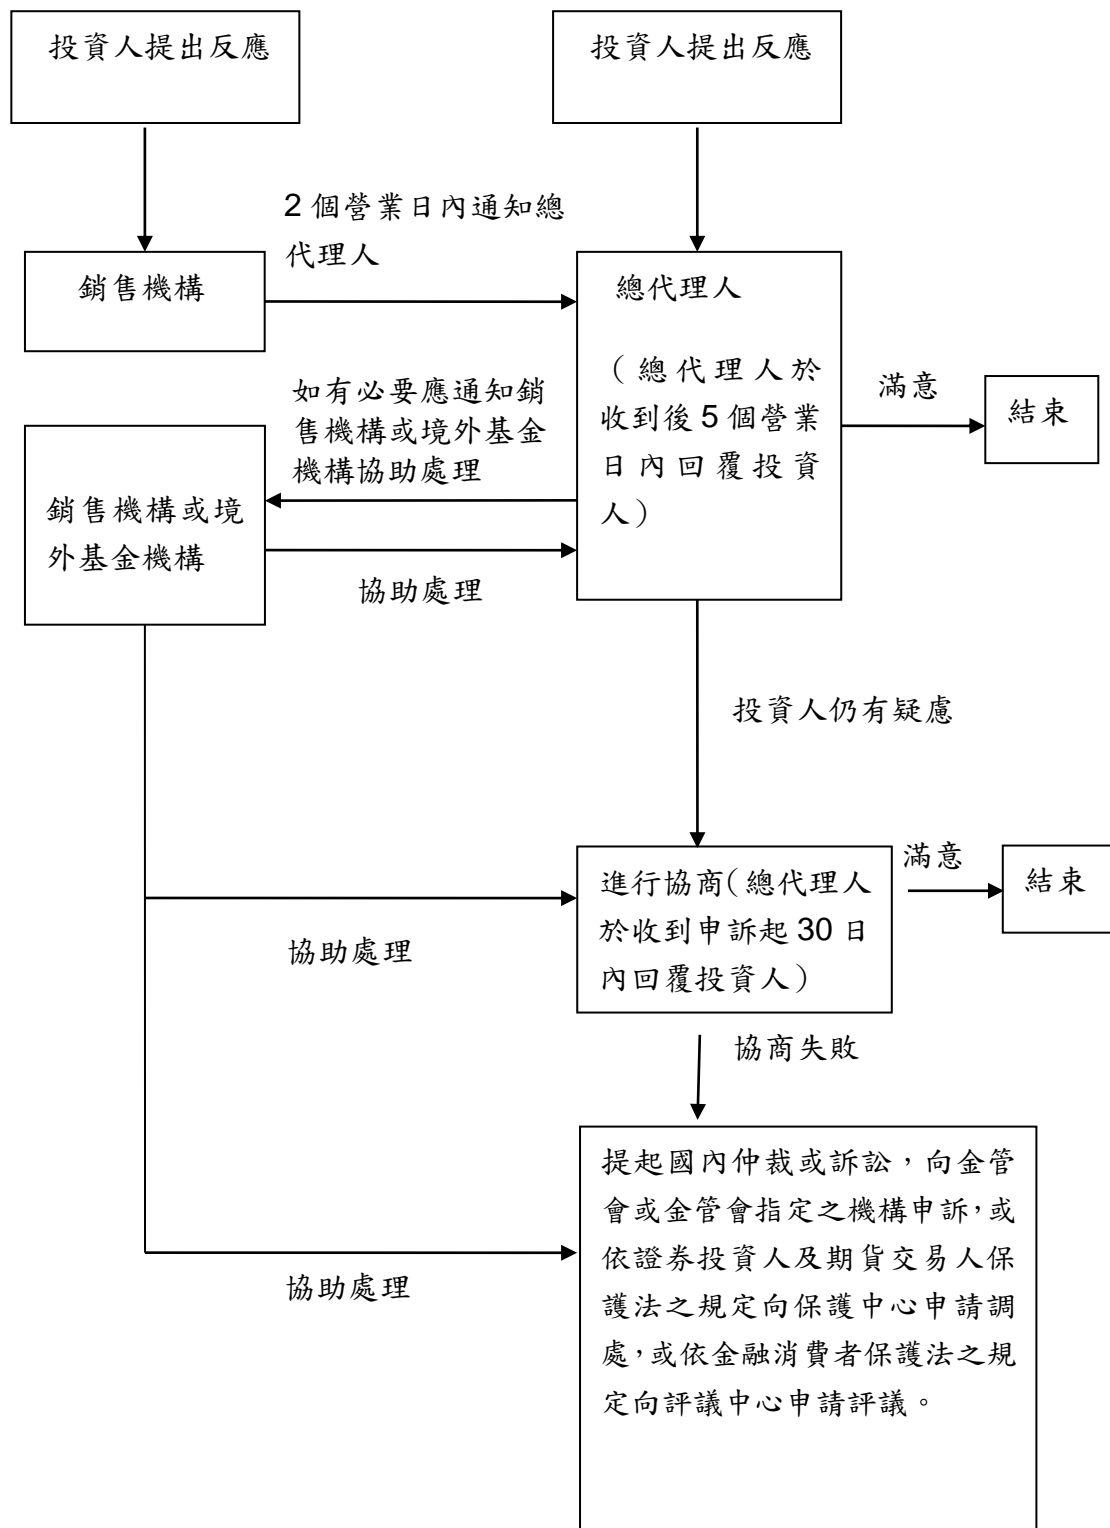 投資人提出反應
投資人提出反應
2 個營業日內通知總
代理人
銷售機構
總代理人
（總代理人於
收到後 5 個營業
日內回覆投資
人）
滿意
結束
如有必要應通知銷
售機構或境外基金
機構協助處理
銷售機構或境
外基金機構
協助處理
投資人仍有疑慮
進行協商(總代理人
於收到申訴起 30 日
內回覆投資人）
滿意
結束
協助處理
協商失敗
提起國內仲裁或訴訟，向金管
會或金管會指定之機構申訴，或
依證券投資人及期貨交易人保
護法之規定向保護中心申請調
處，或依金融消費者保護法之規
定向評議中心申請評議。
協助處理